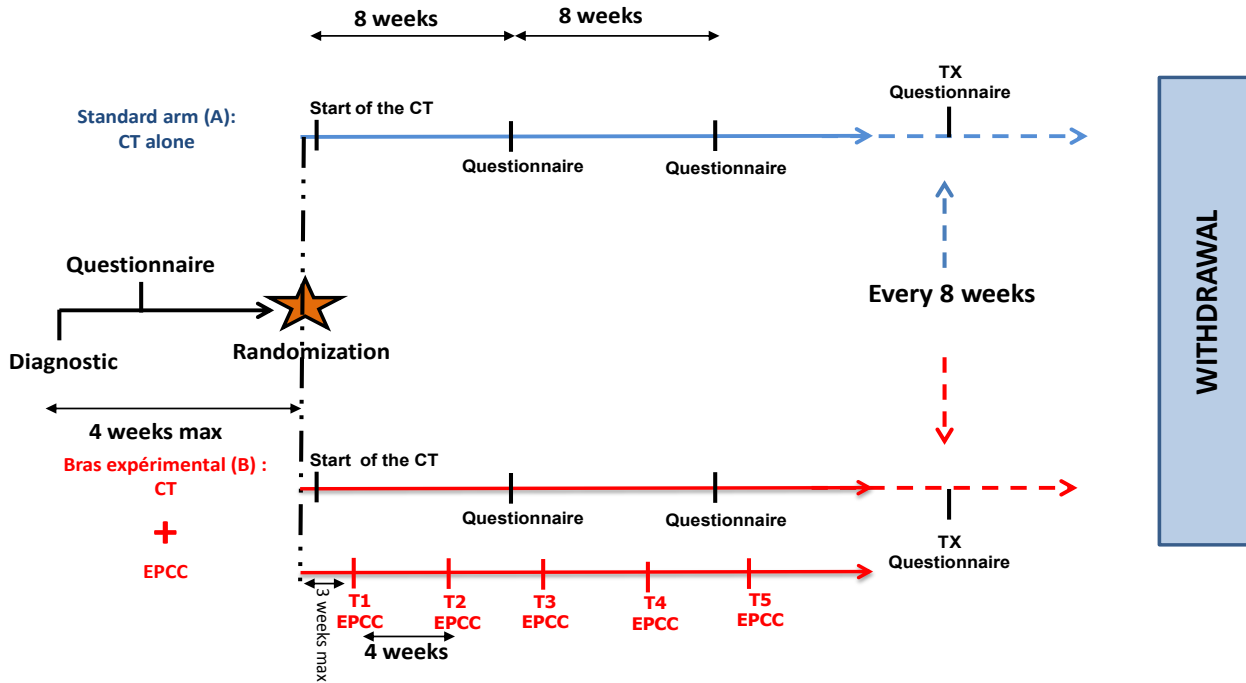 8 weeks
8 weeks
TX
Questionnaire
Standard arm (A):
CT alone
Start of the CT
Questionnaire
Questionnaire
Questionnaire
Every 8 weeks
WITHDRAWAL
Diagnostic
Randomization
4 weeks max
Bras expérimental (B) :
CT
+
EPCC
Start of the CT
Questionnaire
Questionnaire
TX
Questionnaire
3 weeks max
T1
EPCC
T2
EPCC
T3
EPCC
T4
EPCC
T5
EPCC
4 weeks